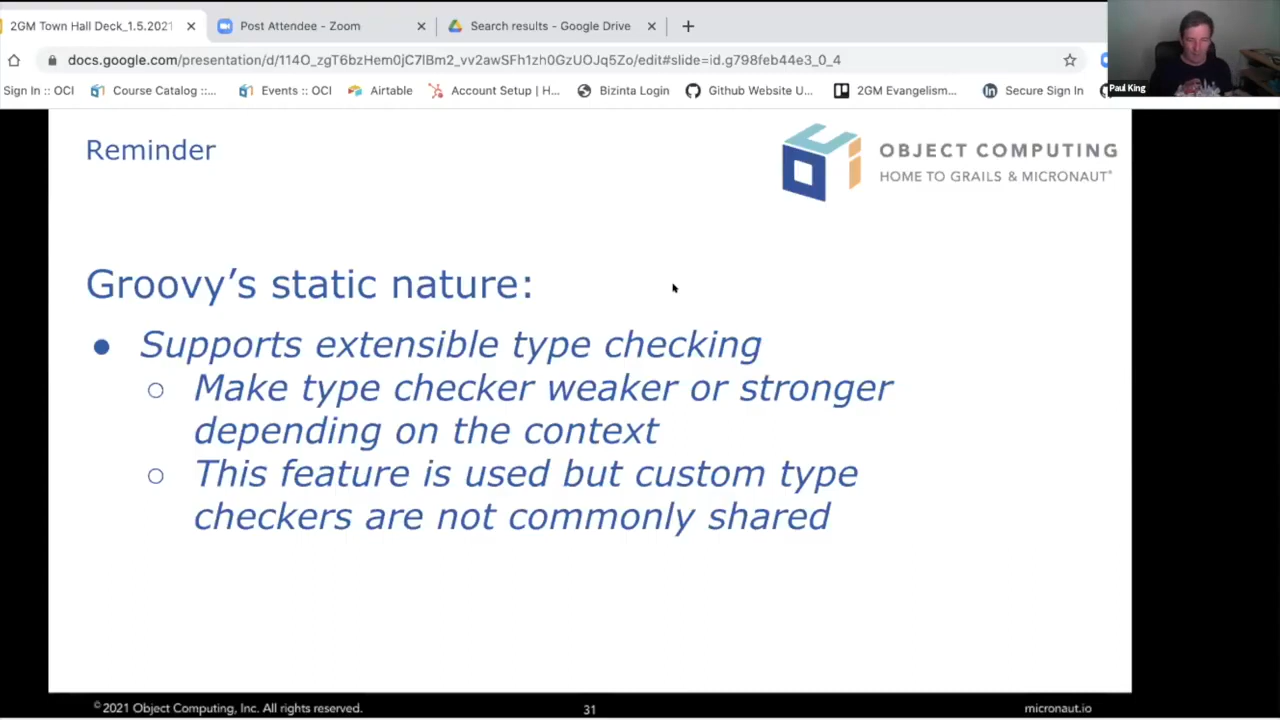 2GM Town Hall Deck_1.5.2021
Post Attendee - Zoom
Search results - Google Drive
docs.google.com/presentation/d/114O_zgT6bzHem0jC7lBm2_vv2awSFh1zh0GzUOJq5Zo/edit#slide=id.g798feb44e3_0_4
Sign In :: OCI
Course Catalog ::...
Events :: OCI
Airtable
Account Setup | H...
Bizinta Login
Github Website U...
2GM Evangelism...
Secure Sign In
Paul King
Reminder
OBJECT COMPUTING
HOME TO GRAILS & MICRONAUT®
Groovy's static nature:
● Supports extensible type checking
○ Make type checker weaker or stronger
depending on the context
○ This feature is used but custom type
checkers are not commonly shared
© 2021 Object Computing, Inc. All rights reserved.
31
micronaut.io